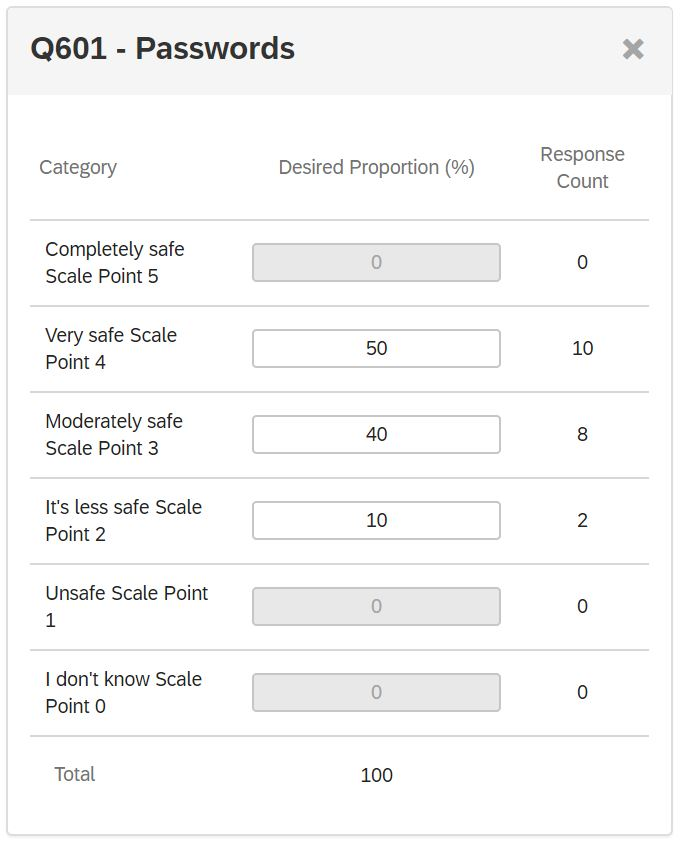 Q601 - Passwords
Category Desired Proportion (%) Response
Count
Completely safe
Scale Point 5 0 0
Very safe Scale
Point 4 50 10
Moderately safe
Scale Point 3 40 8
It's less safe Scale
Point 2 10 2
Unsafe Scale Point
1 0 0
I don't know Scale
Point 0 0 0
Total 100